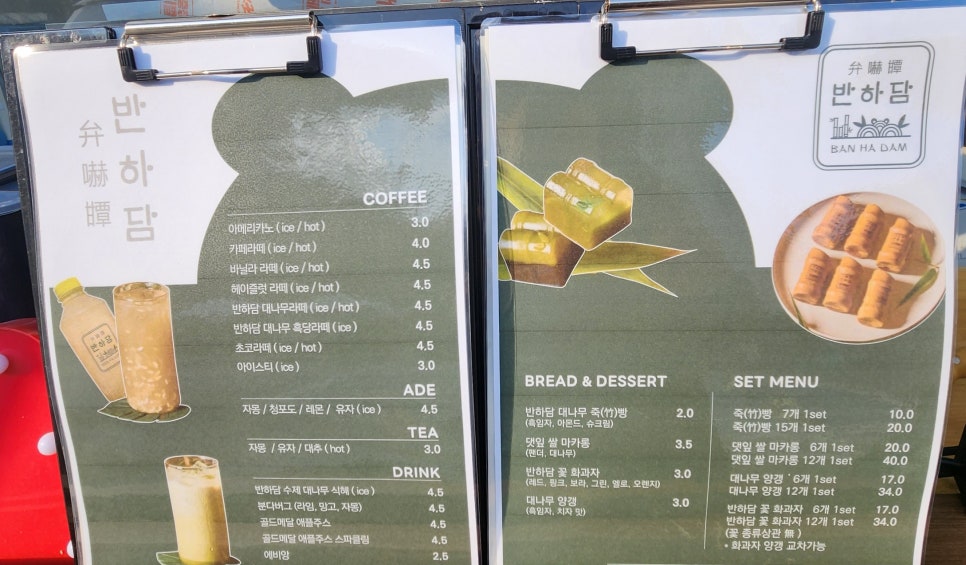 弁嚇曋
반하담
COFFEE
아메리카노 ( ice / hot ) 3.0
카페라떼 ( ice / hot ) 4.0
바닐라 라떼 ( ice / hot ) 4.5
헤이즐럿 라떼 ( ice / hot ) 4.5
반하담 대나무라떼 ( ice / hot ) 4.5
반하담 대나무 흑당라떼 ( ice ) 4.5
초코라떼 ( ice / hot ) 4.5
아이스티 ( ice ) 3.0
ADE
자몽 / 청포도 / 레몬 / 유자 ( ice ) 4.5
TEA
자몽 / 유자 / 대추 ( hot ) 3.0
DRINK
반하담 수제 대나무 식혜 ( ice ) 4.5
분다버그 (라임, 망고, 자몽) 4.5
골드메달 애플주스 4.5
골드메달 애플주스 스파클링 4.5
에비앙 2.5
반하담
弁嚇曋
반하담
BAN HA DAM
BREAD & DESSERT
반하담 대나무 죽(竹)빵 2.0
(흑임자, 아몬드, 슈크림)
댓잎 쌀 마카롱 3.5
(팬더, 대나무)
반하담 꽃 화과자 3.0
(레드, 핑크, 보라, 그린, 옐로, 오렌지)
대나무 양갱 3.0
(흑임자, 치자 맛)
SET MENU
죽(竹)빵 7개 1set 10.0
죽(竹)빵 15개 1set 20.0
댓잎 쌀 마카롱 6개 1set 20.0
댓잎 쌀 마카롱 12개 1set 40.0
대나무 양갱 6개 1set 17.0
대나무 양갱 12개 1set 34.0
반하담 꽃 화과자 6개 1set 17.0
반하담 꽃 화과자 12개 1set 34.0
(꽃 종류상관 無 )
• 화과자 양갱 교차가능